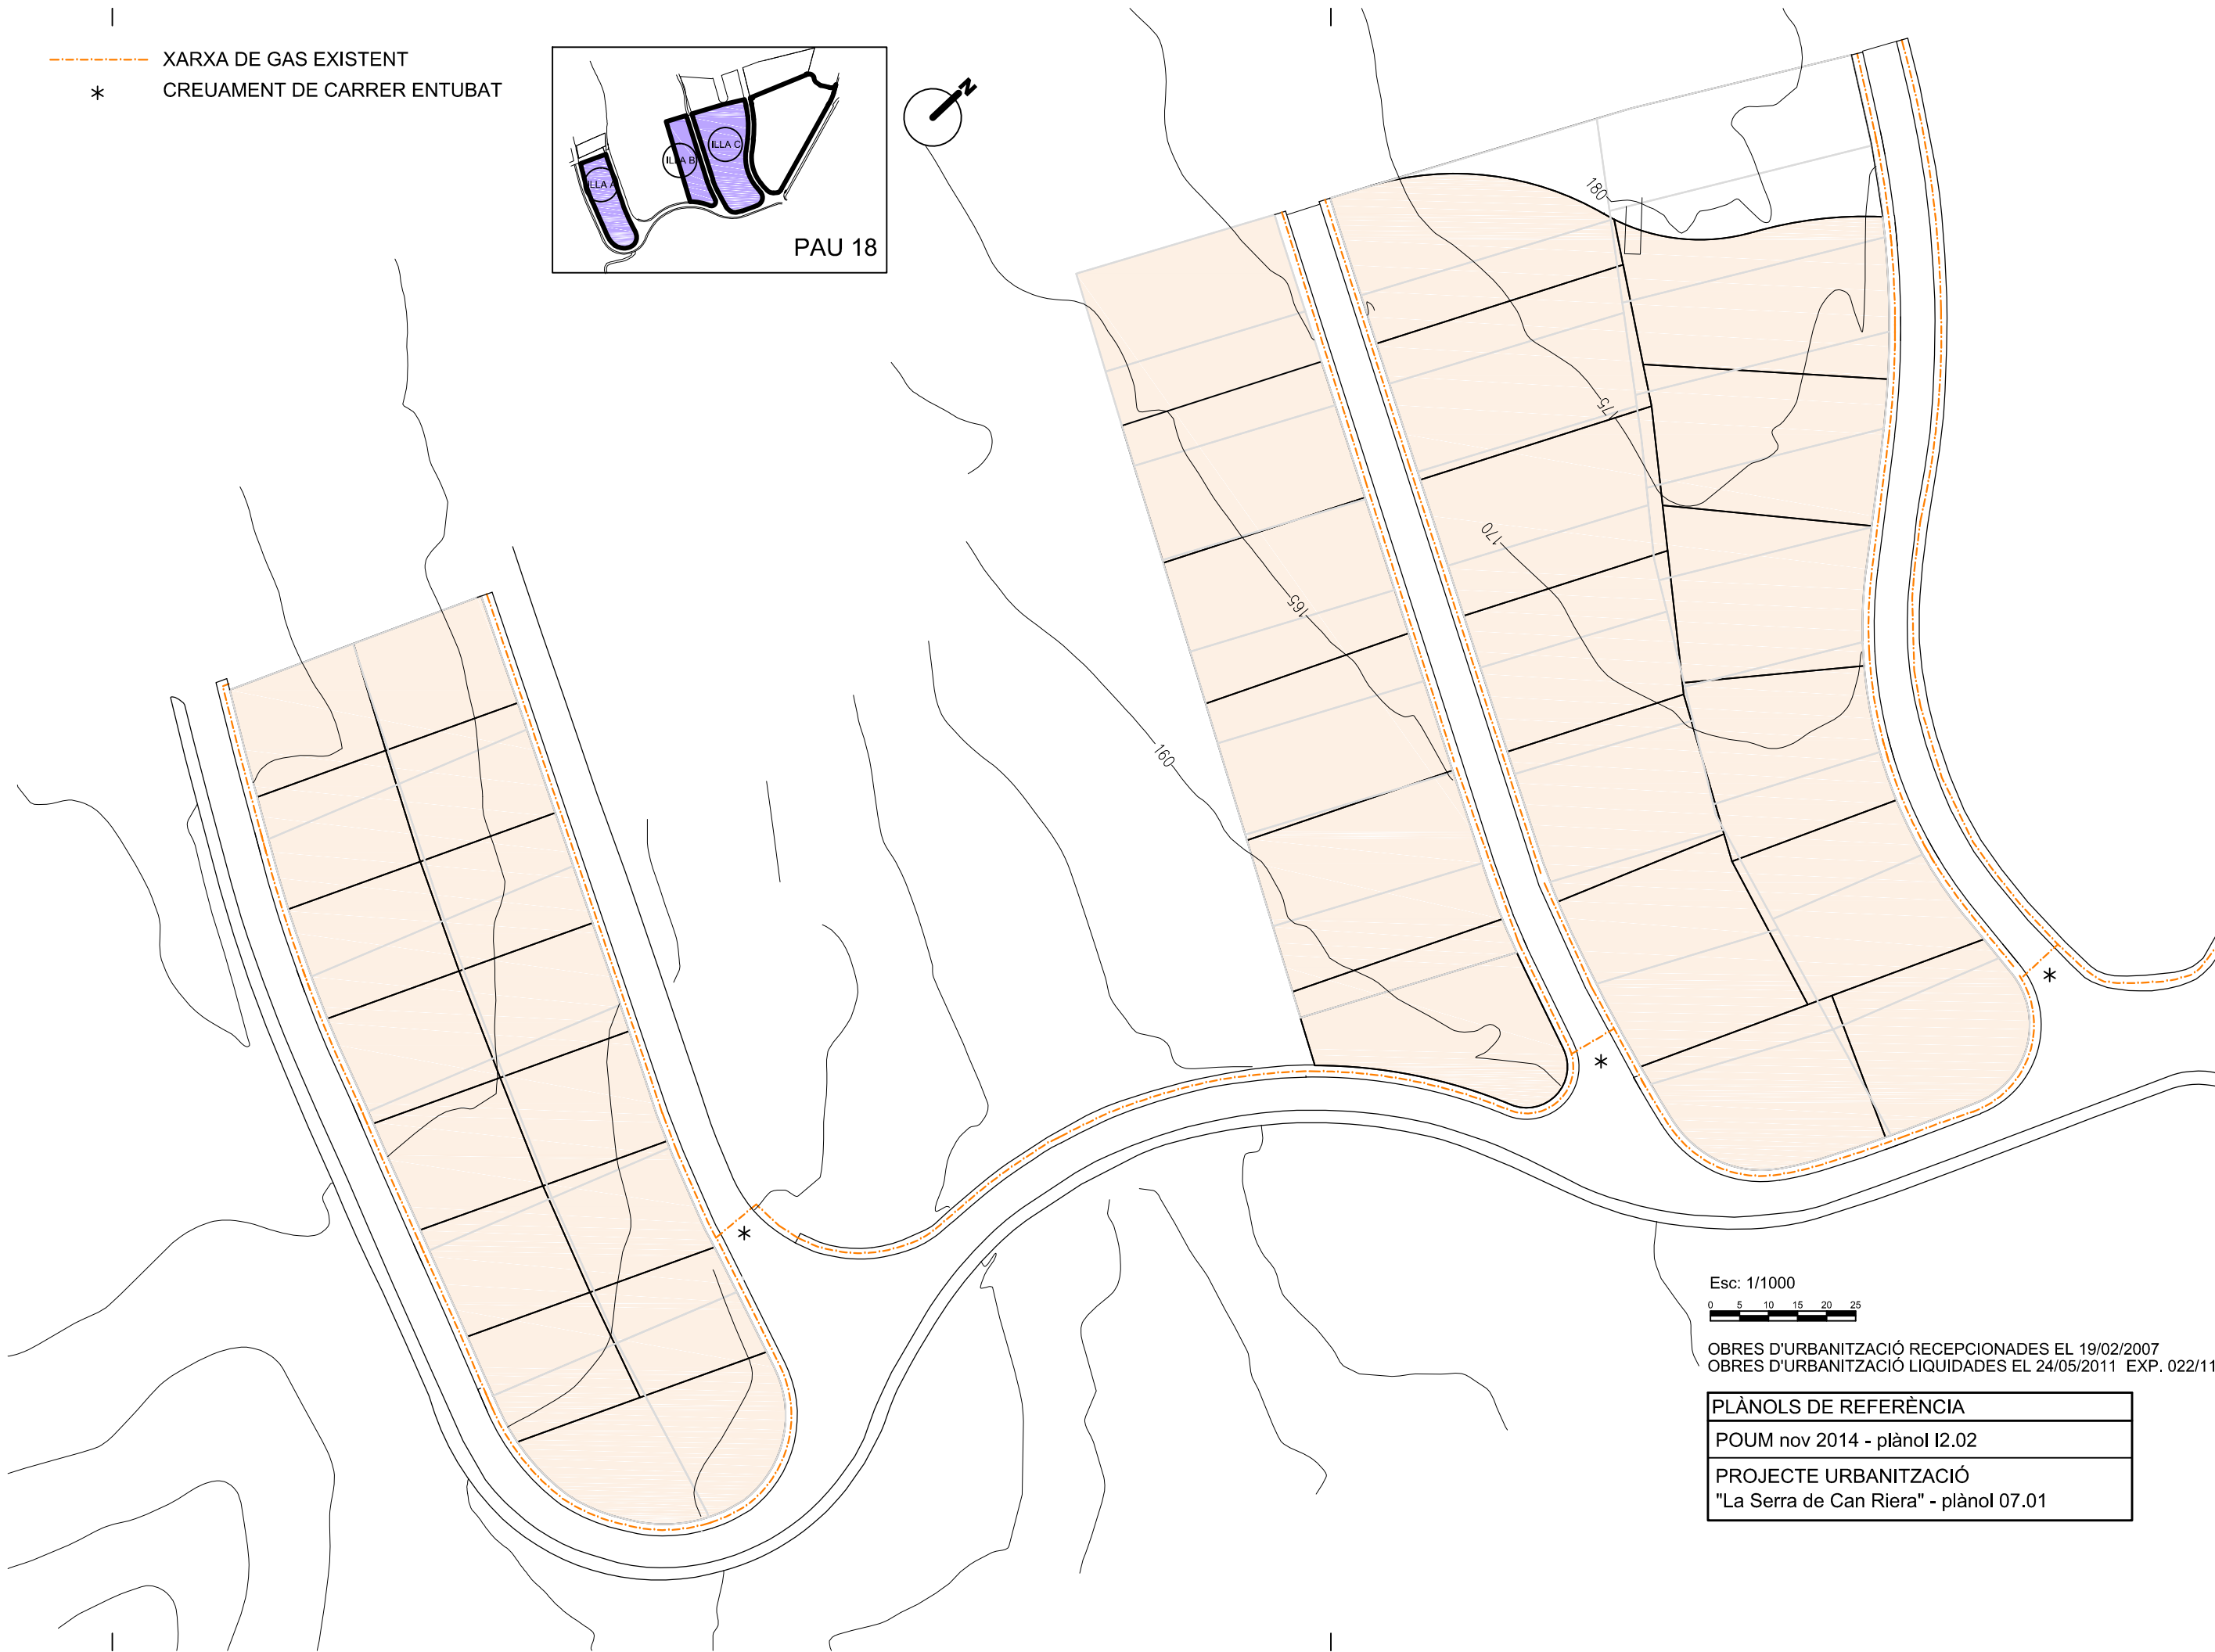 XARXA DE GAS EXISTENT
* CREUAMENT DE CARRER ENTUBAT
ILLA A
ILLA B
ILLA C
PAU 18
N
180
175
170
165
160
*
*
*
Esc: 1/1000
0 5 10 15 20 25
OBRES D'URBANITZACIÓ RECEPCIONADES EL 19/02/2007
OBRES D'URBANITZACIÓ LIQUIDADES EL 24/05/2011 EXP. 022/11
PLÀNOLS DE REFERÈNCIA
POUM nov 2014 - plànol I2.02
PROJECTE URBANITZACIÓ
"La Serra de Can Riera" - plànol 07.01